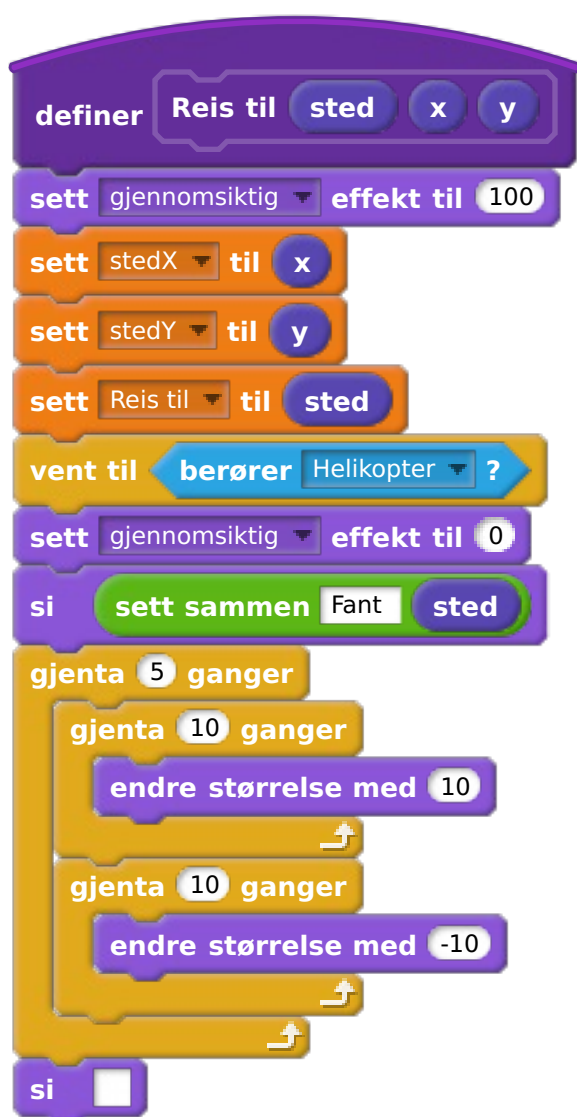 definer Reis til sted x y
sett gjennomsiktig effekt til 100
sett stedX til x
sett stedY til y
sett Reis til til sted
vent til berører Helikopter ?
sett gjennomsiktig effekt til 0
si sett sammen Fant sted
gjenta 5 ganger
gjenta 10 ganger
endre størrelse med 10
gjenta 10 ganger
endre størrelse med -10
si